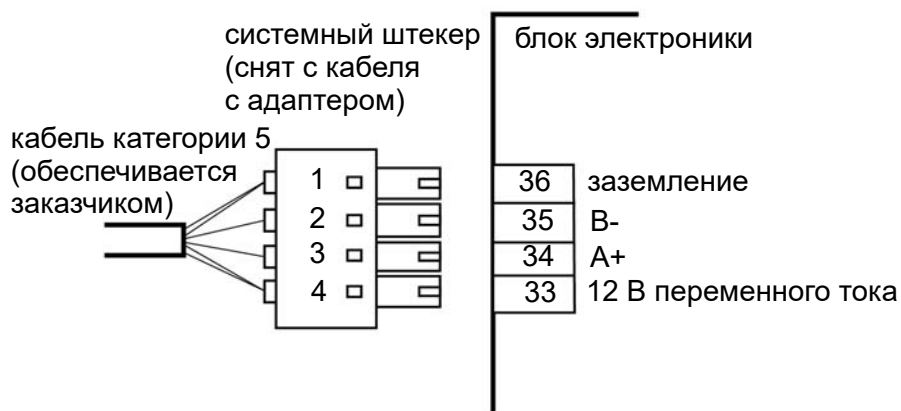 системный штекер
(снят с кабеля
с адаптером)
блок электроники
кабель категории 5
(обеспечивается
заказчиком)
1
2
3
4
36 заземление
35 B-
34 A+
33 12 В переменного тока